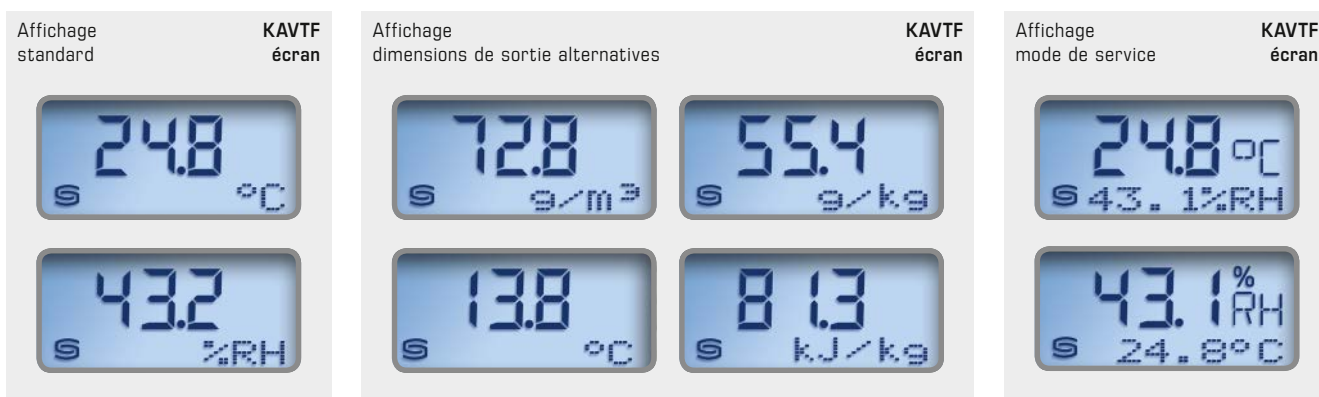 Affichage
standard
KAVTF
écran
24.8
°C
43.2
%RH
Affichage
dimensions de sortie alternatives
KAVTF
écran
72.8
g/m³
55.4
g/kg
13.8
°C
81.3
kJ/kg
Affichage
mode de service
KAVTF
écran
24.8 °C
43.1%RH
43.1 % RH
24.8°C